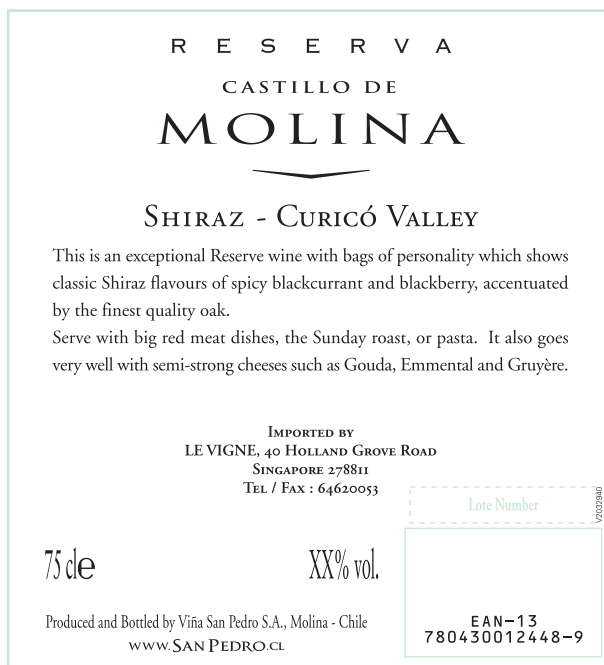 RESERVA
CASTILLO DE
MOLINA
SHIRAZ - CURICÓ VALLEY
This is an exceptional Reserve wine with bags of personality which shows
classic Shiraz flavours of spicy blackcurrant and blackberry, accentuated
by the finest quality oak.
Serve with big red meat dishes, the Sunday roast, or pasta. It also goes
very well with semi-strong cheeses such as Gouda, Emmental and Gruyère.
IMPORTED BY
LE VIGNE, 40 HOLLAND GROVE ROAD
SINGAPORE 278811
TEL / FAX : 64620053
Lote Number
V2032940
75 cl e
XX% vol.
Produced and Bottled by Viña San Pedro S.A., Molina - Chile
WWW.SANPEDRO.CL
EAN-13
780430012448-9